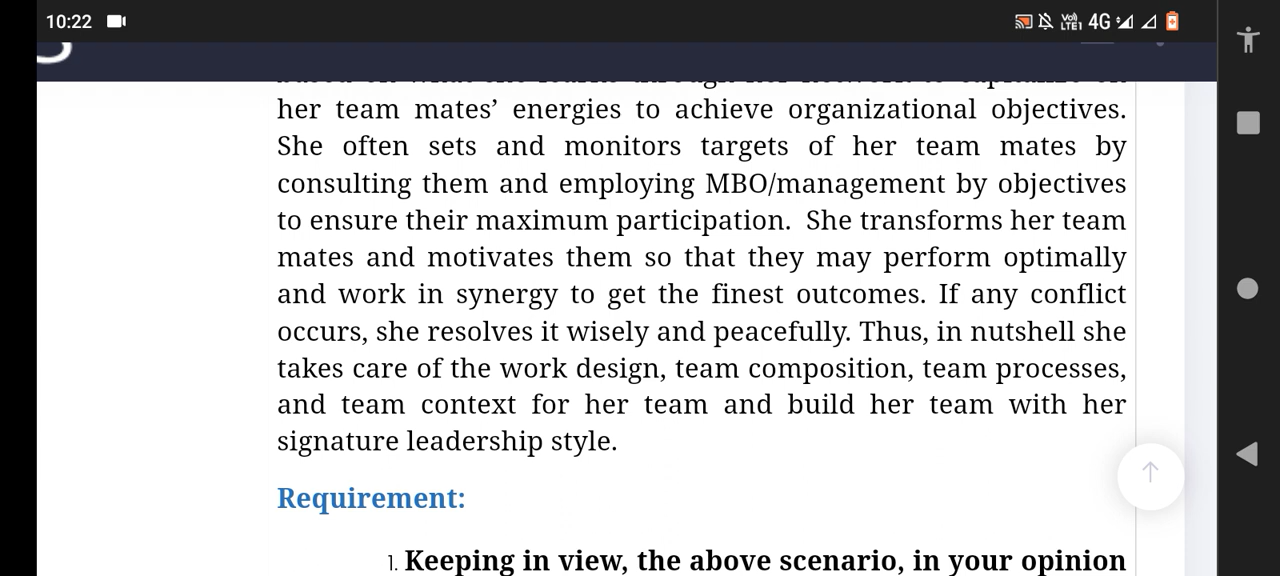 10:22
Vo) LTE1 4G
her team mates’ energies to achieve organizational objectives.
She often sets and monitors targets of her team mates by
consulting them and employing MBO/management by objectives
to ensure their maximum participation. She transforms her team
mates and motivates them so that they may perform optimally
and work in synergy to get the finest outcomes. If any conflict
occurs, she resolves it wisely and peacefully. Thus, in nutshell she
takes care of the work design, team composition, team processes,
and team context for her team and build her team with her
signature leadership style.
Requirement:
1. Keeping in view, the above scenario, in your opinion